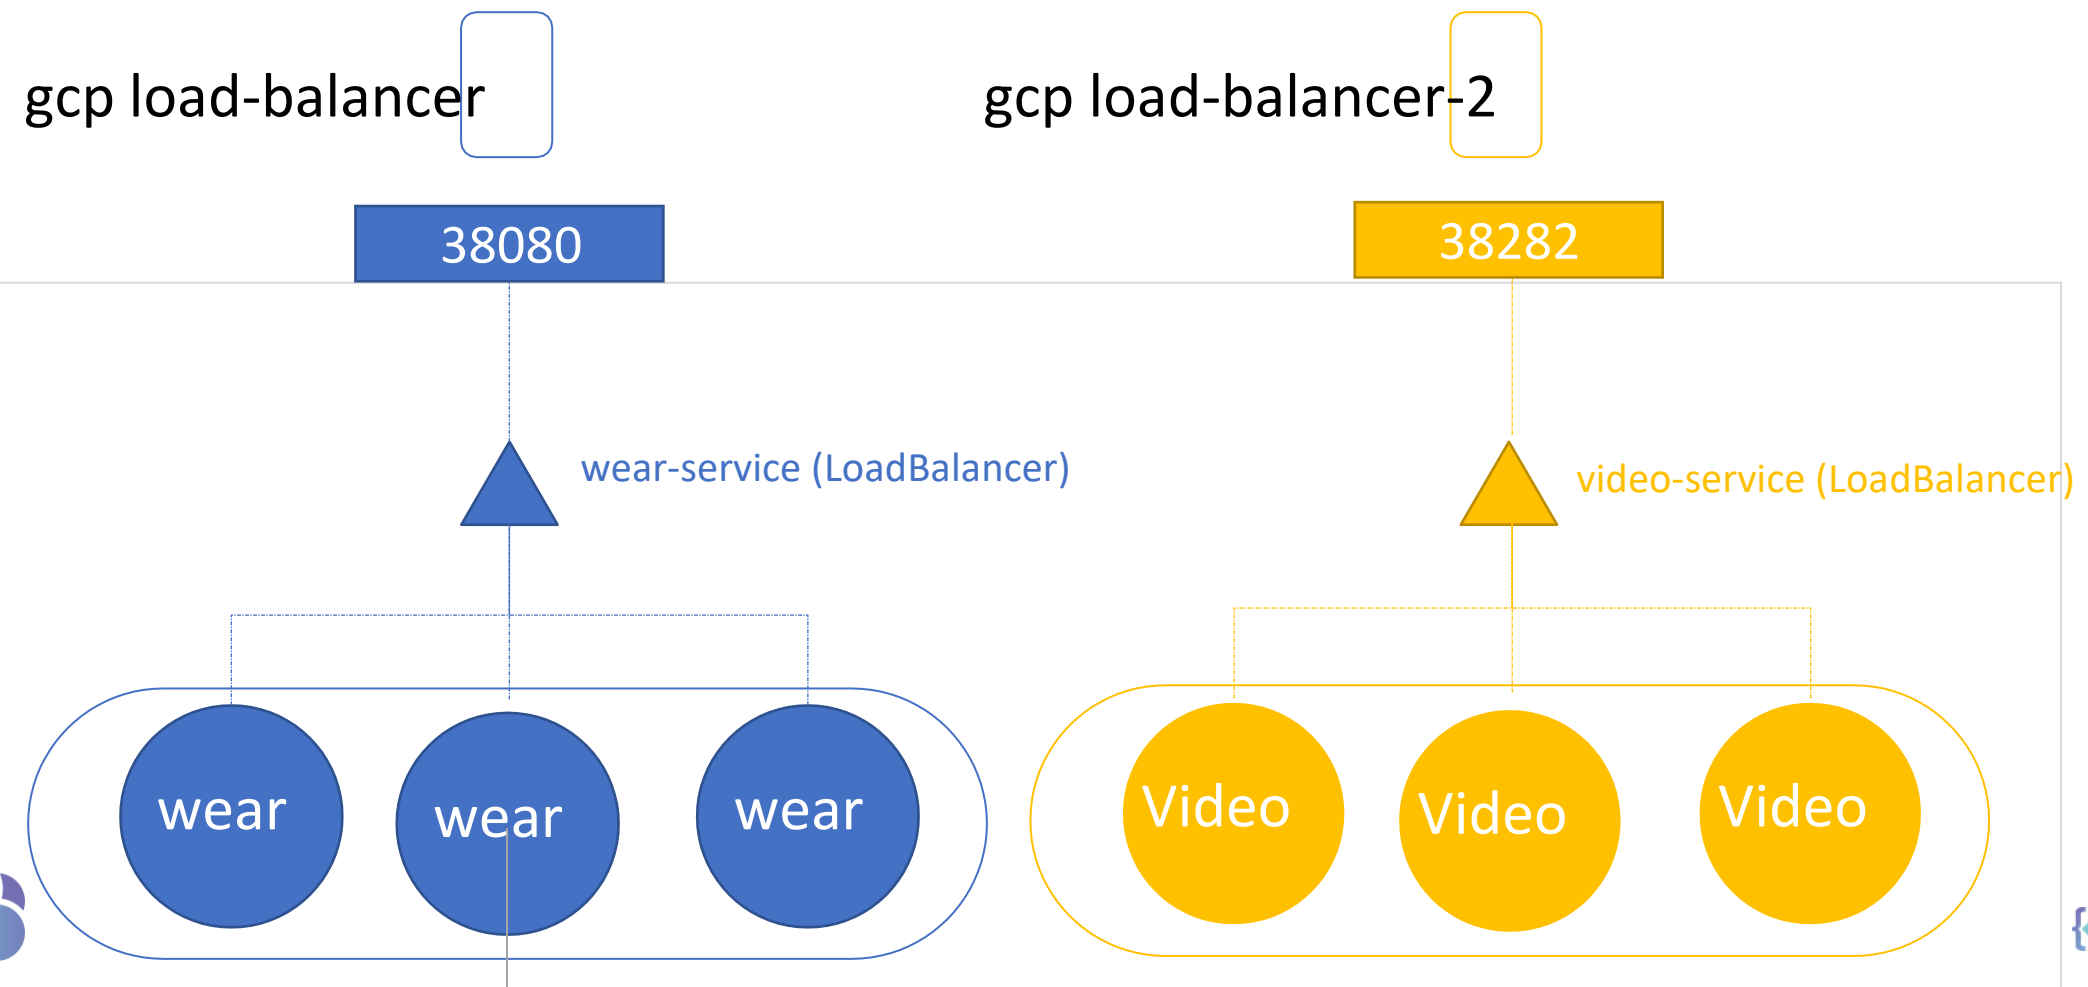 gcp load-balancer
gcp load-balancer-2
38080
38282
wear-service (LoadBalancer)
video-service (LoadBalancer)
wear
wear
wear
Video
Video
Video
{